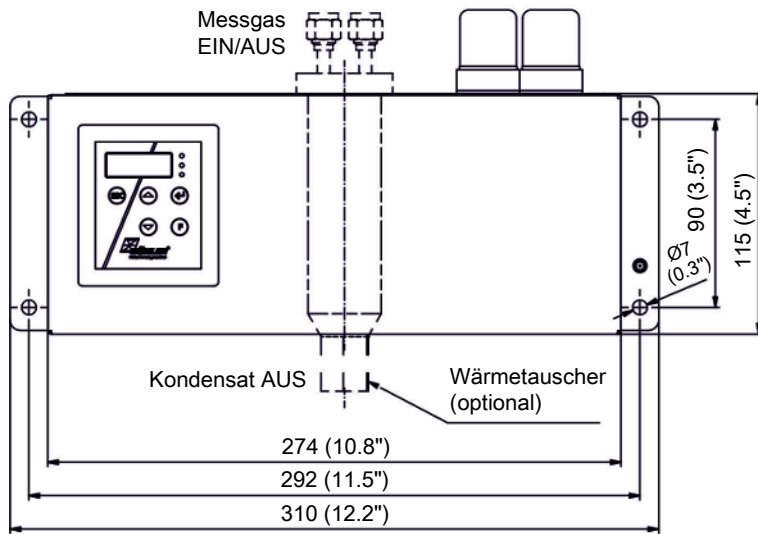 Messgas
EIN/AUS
90 (3.5")
115 (4.5")
Ø7
(0.3")
Kondensat AUS
Wärmetauscher
(optional)
274 (10.8")
292 (11.5")
310 (12.2")